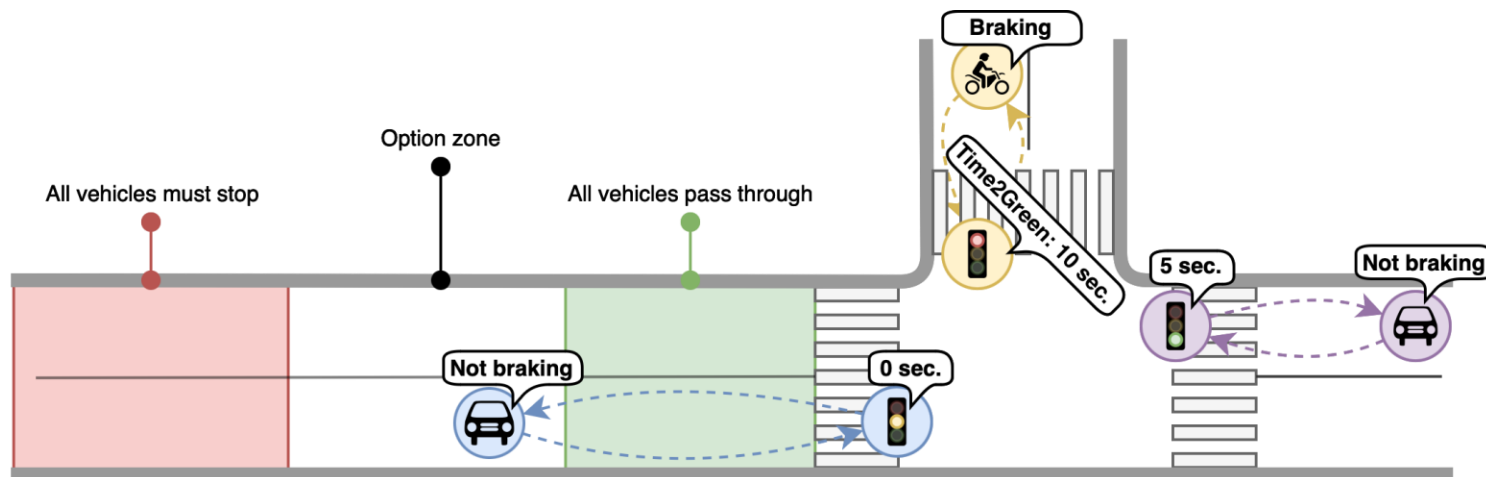 Braking
Option zone
All vehicles must stop
All vehicles pass through
Time2Green: 10 sec.
5 sec.
Not braking
Not braking
0 sec.